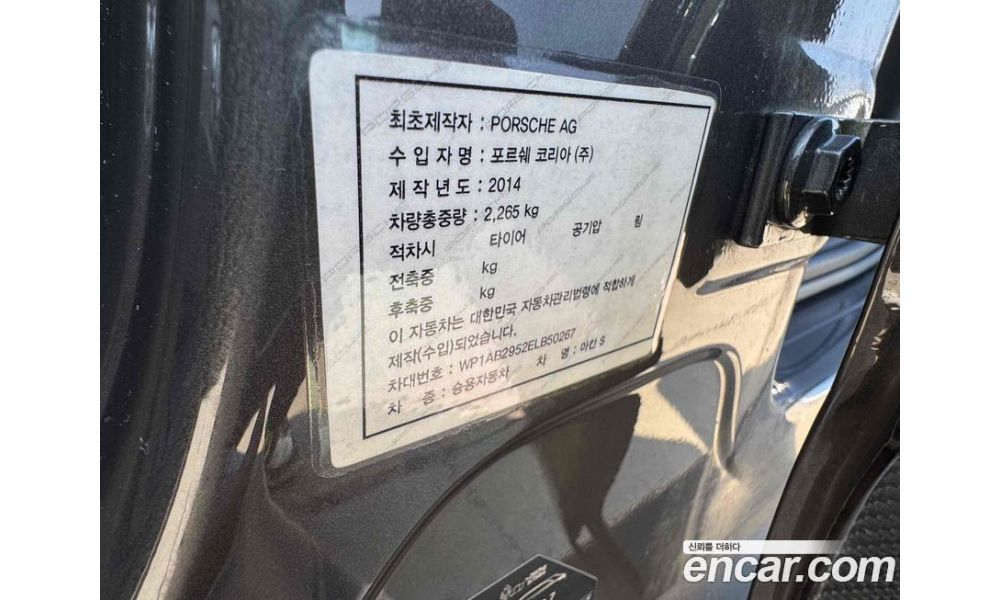 최초제작자 : PORSCHE AG
수 입 자 명 : 포르쉐 코리아 (주)
제 작 년 도 : 2014
차량총중량 : 2,265 kg
적차시 타이어 공기압 림
전축중 kg
후축중 kg
이 자동차는 대한민국 자동차관리법령에 적합하게
제작(수입)되었습니다.
차대번호 : WP1AB2952ELB50267
차 종 : 승용자동차 차 명 : 마칸 S
신뢰를 더하다
encar.com